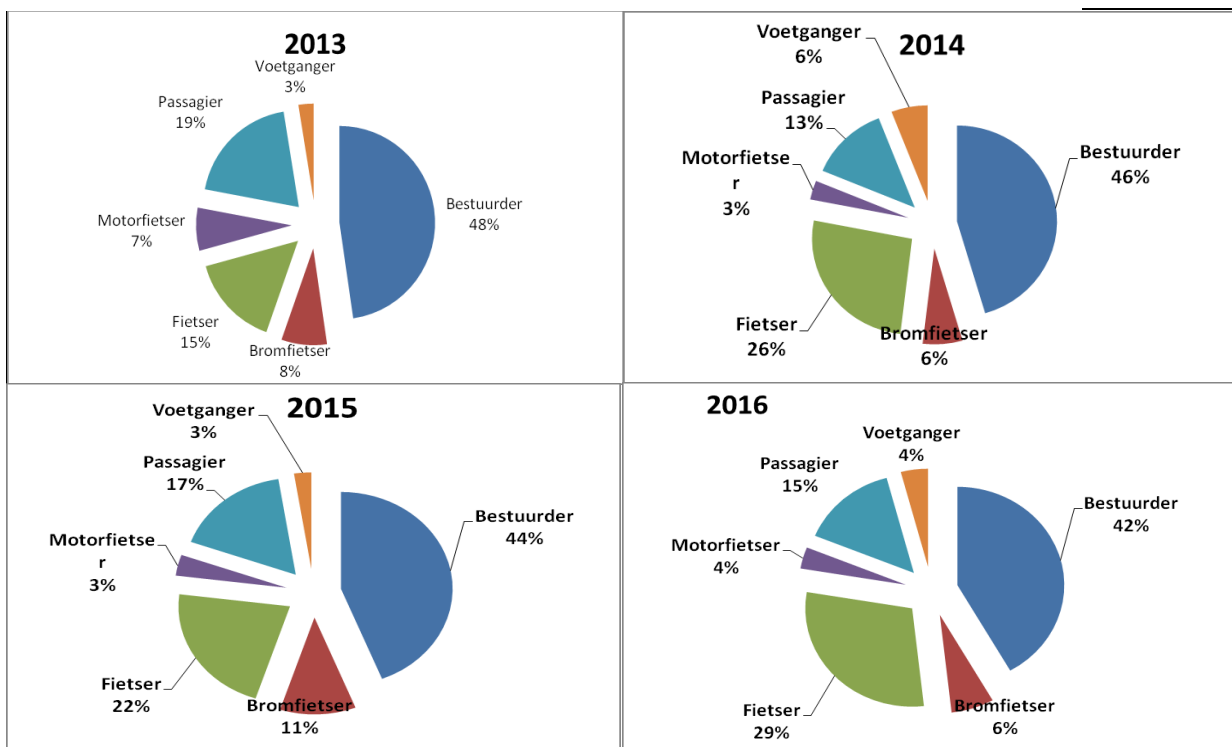 2013
Voetganger
3%
Passagier
19%
Motorfietser
7%
Fietser
15%
Bromfietser
8%
Bestuurder
48%
2014
Voetganger
6%
Passagier
13%
Motorfietse
r
3%
Fietser
26%
Bromfietser
6%
Bestuurder
46%
2015
Voetganger
3%
Passagier
17%
Motorfietse
r
3%
Fietser
22%
Bromfietser
11%
Bestuurder
44%
2016
Voetganger
4%
Passagier
15%
Motorfietser
4%
Fietser
29%
Bromfietser
6%
Bestuurder
42%